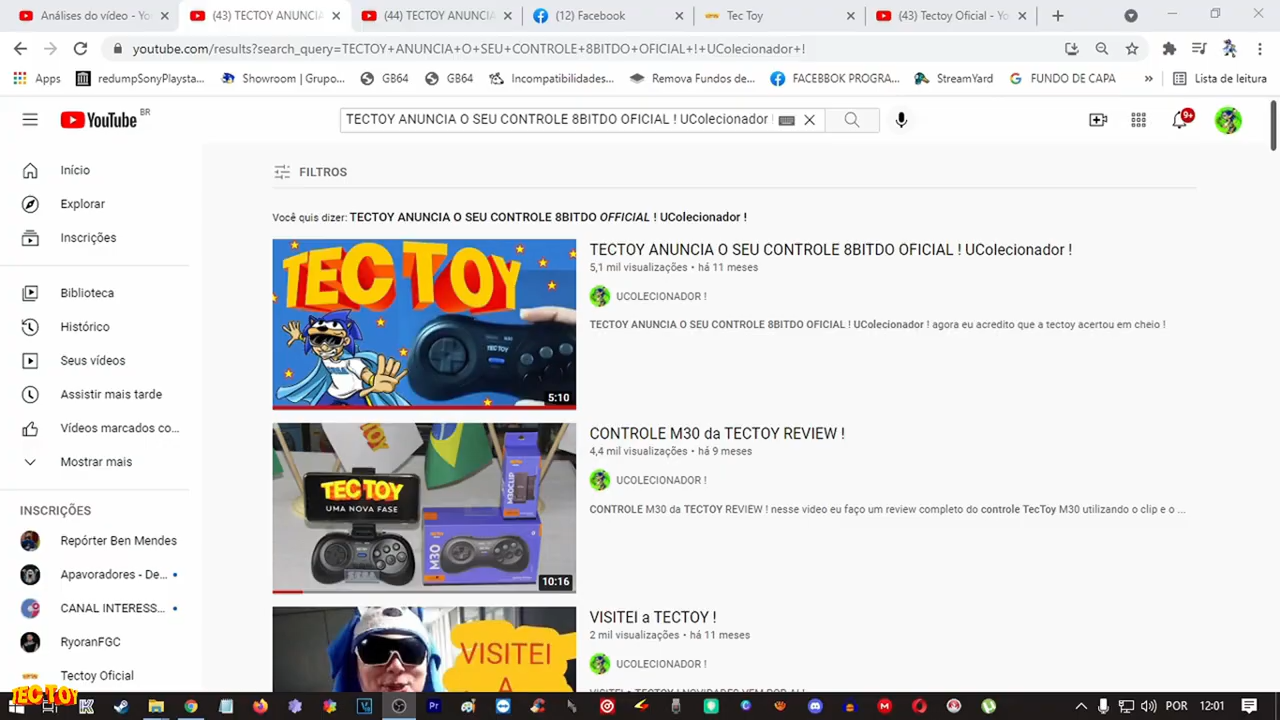 Análises do vídeo - Yo
(43) TECTOY ANUNCIA
(44) TECTOY ANUNCIA
(12) Facebook
Tec Toy
(43) Tectoy Oficial - Yo
youtube.com/results?search_query=TECTOY+ANUNCIA+O+SEU+CONTROLE+8BITDO+OFICIAL+!+UColecionador+!
Apps
redumpSonyPlaysta...
Showroom | Grupo...
GB64
GB64
Incompatibilidades...
Remova Fundos de...
FACEBBOK PROGRA...
StreamYard
FUNDO DE CAPA
»
Lista de leitura
YouTube BR
TECTOY ANUNCIA O SEU CONTROLE 8BITDO OFICIAL ! UColecionador
9+
Início
Explorar
Inscrições
Biblioteca
Histórico
Seus vídeos
Assistir mais tarde
Vídeos marcados co...
Mostrar mais
INSCRIÇÕES
Repórter Ben Mendes
Apavoradores - De...
CANAL INTERESS...
RyoranFGC
Tectoy Oficial
FILTROS
Você quis dizer: TECTOY ANUNCIA O SEU CONTROLE 8BITDO OFFICIAL ! UColecionador !
TECTOY
TECTOY
5:10
TECTOY ANUNCIA O SEU CONTROLE 8BITDO OFICIAL ! UColecionador !
5,1 mil visualizações • há 11 meses
UCOLECIONADOR !
TECTOY ANUNCIA O SEU CONTROLE 8BITDO OFICIAL ! UColecionador ! agora eu acredito que a tectoy acertou em cheio !
TECTOY
UMA NOVA FASE
M30
M30CLIP
10:16
CONTROLE M30 da TECTOY REVIEW !
4,4 mil visualizações • há 9 meses
UCOLECIONADOR !
CONTROLE M30 da TECTOY REVIEW ! nesse video eu faço um review completo do controle TecToy M30 utilizando o clip e o ...
VISITEI
A
VISITEI a TECTOY !
2 mil visualizações • há 11 meses
UCOLECIONADOR !
TECTOY
POR
12:01